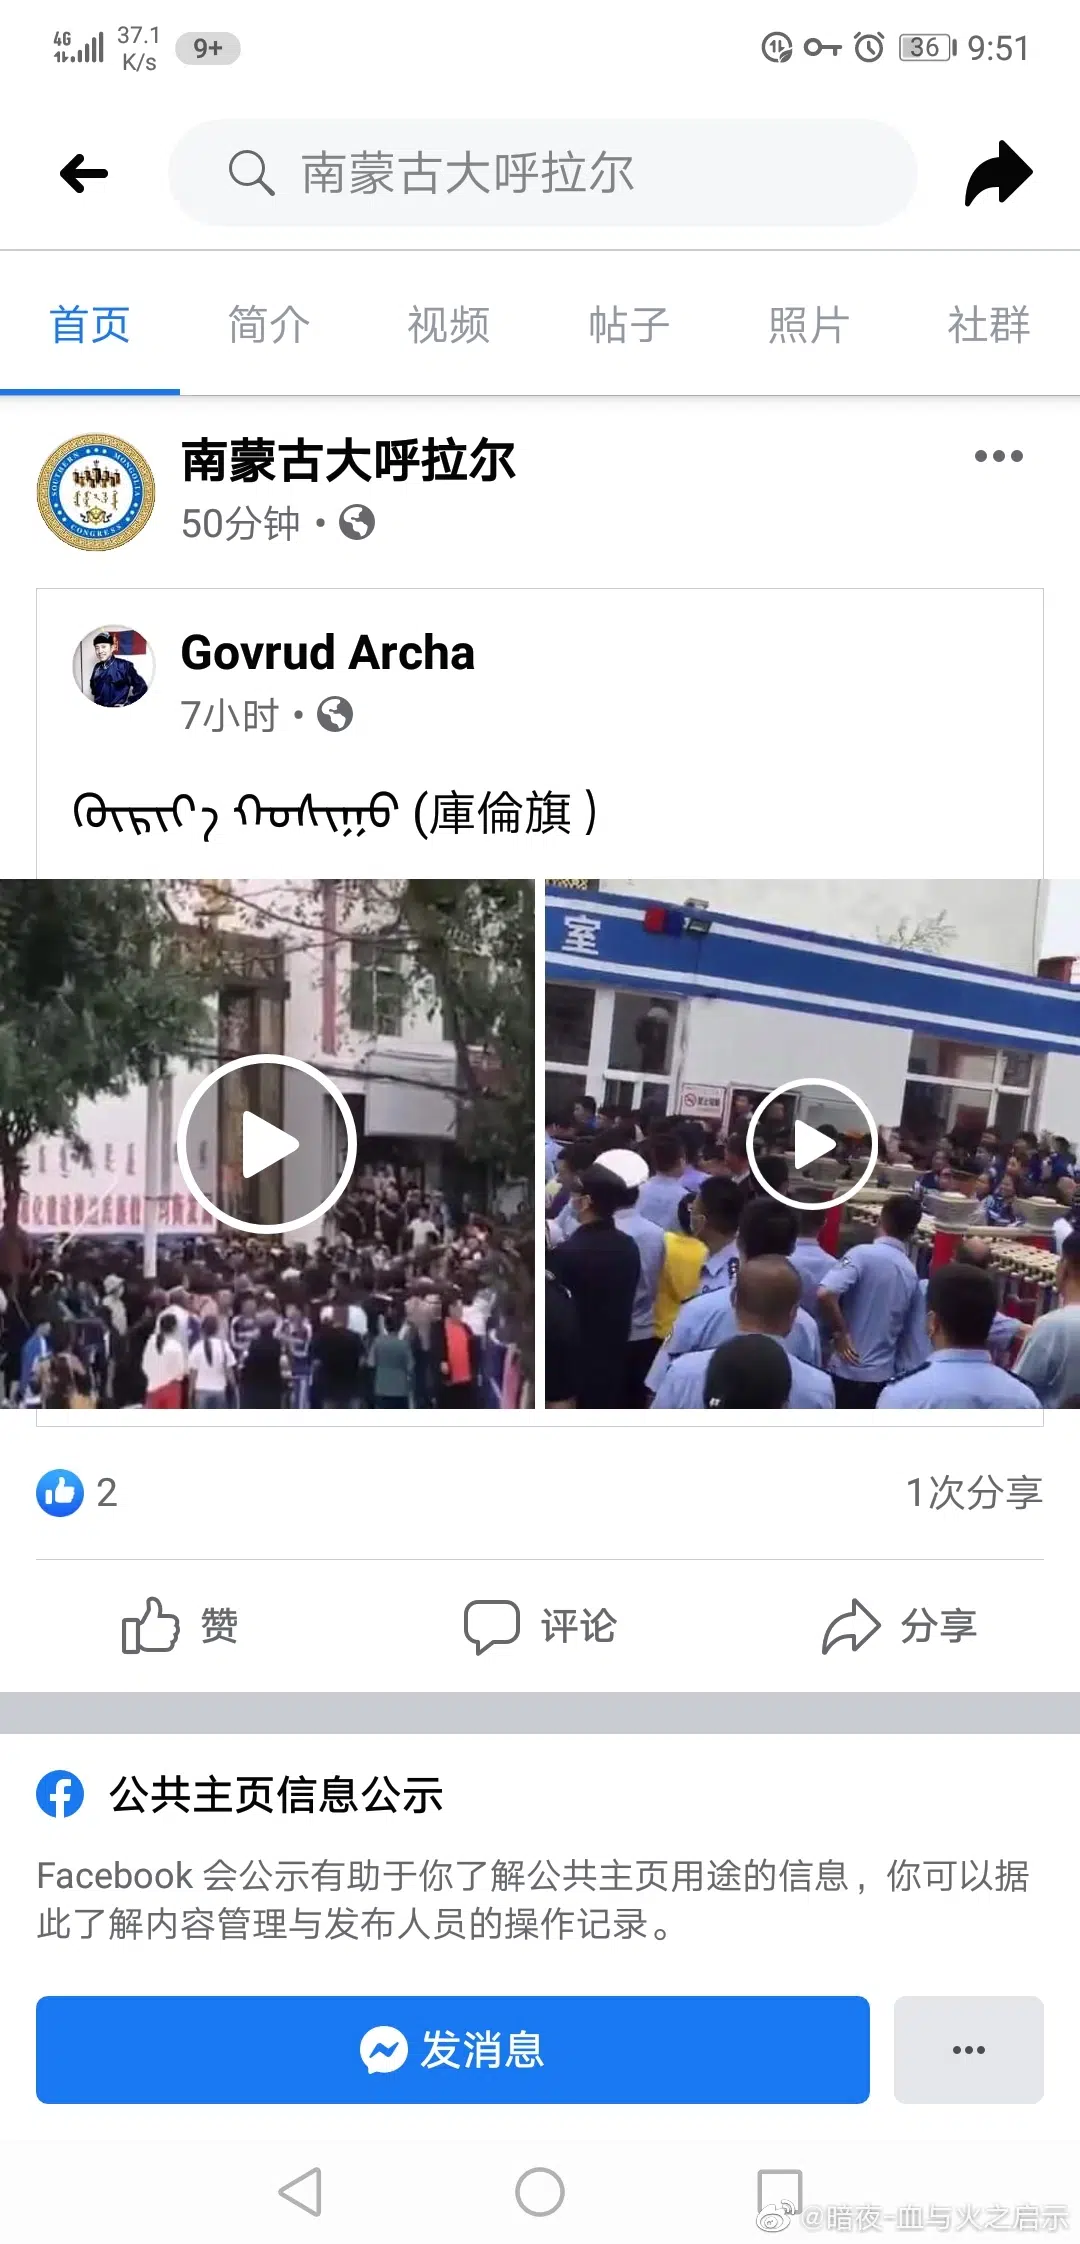 4G
37.1
K/s
9+
36
9:51
南蒙古大呼拉尔
首页
简介
视频
帖子
照片
社群
南蒙古大呼拉尔
50分钟 ·
SOUTHERN MONGOLIA
CONGRESS
Govrud Archa
7小时 ·
(庫倫旗 )
室
2
1次分享
赞
评论
分享
公共主页信息公示
Facebook 会公示有助于你了解公共主页用途的信息，你可以据
此了解内容管理与发布人员的操作记录。
发消息
@暗夜-血与火之启示